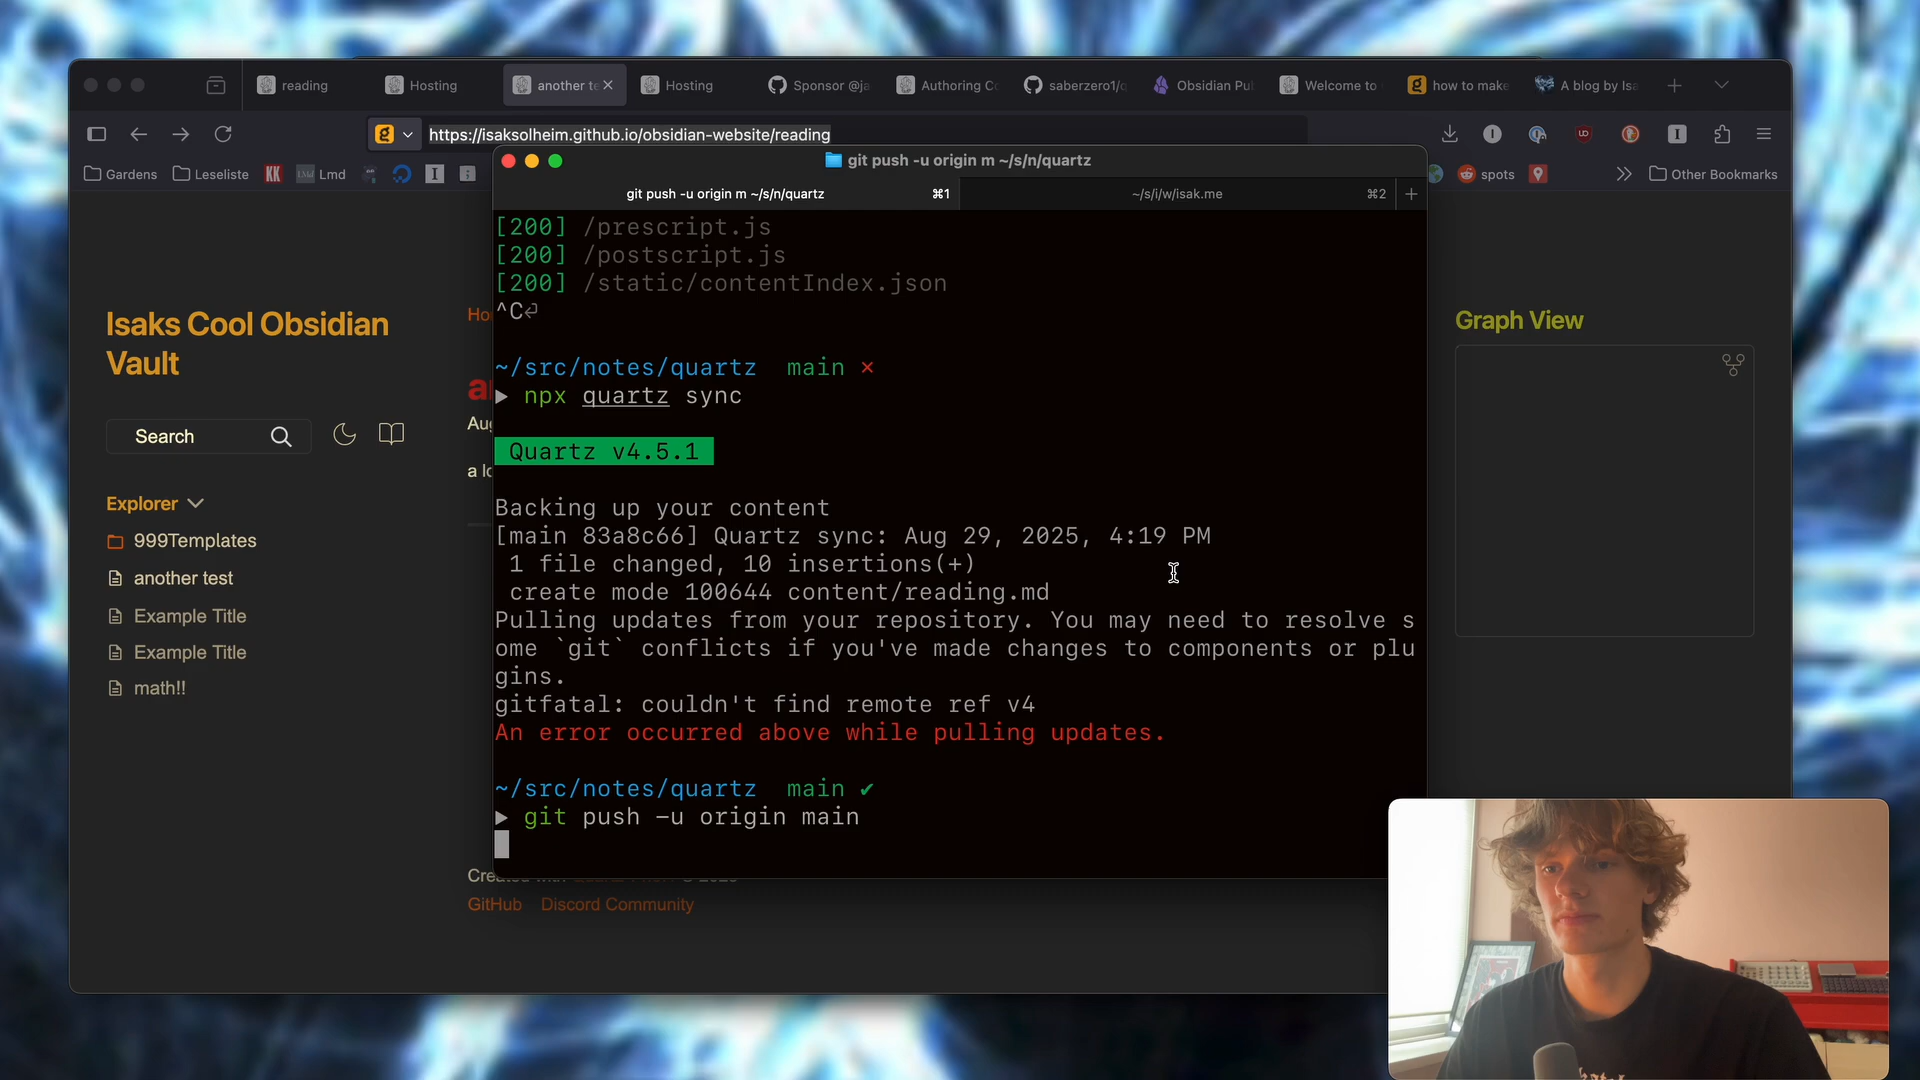 reading
Hosting
another te
Hosting
Sponsor @ja
Authoring Co
saberzero1/o
Obsidian Pub
Welcome to
how to make
A blog by Isa
https://isaksolheim.github.io/obsidian-website/reading
Gardens
Leseliste
KK
Lmd
spots
Other Bookmarks
git push -u origin m ~/s/n/quartz
git push -u origin m ~/s/n/quartz ⌘1
~/s/i/w/isak.me ⌘2
[200] /prescript.js
[200] /postscript.js
[200] /static/contentIndex.json
^C⏎
~/src/notes/quartz main ×
▶ npx quartz sync
Quartz v4.5.1
Backing up your content
[main 83a8c66] Quartz sync: Aug 29, 2025, 4:19 PM
1 file changed, 10 insertions(+)
create mode 100644 content/reading.md
Pulling updates from your repository. You may need to resolve s
ome `git` conflicts if you've made changes to components or plu
gins.
gitfatal: couldn't find remote ref v4
An error occurred above while pulling updates.
~/src/notes/quartz main ✔
▶ git push -u origin main
Isaks Cool Obsidian
Vault
Search
Explorer
999Templates
another test
Example Title
Example Title
math!!
Ho
a
Aug
a lo
GitHub
Discord Community
Graph View